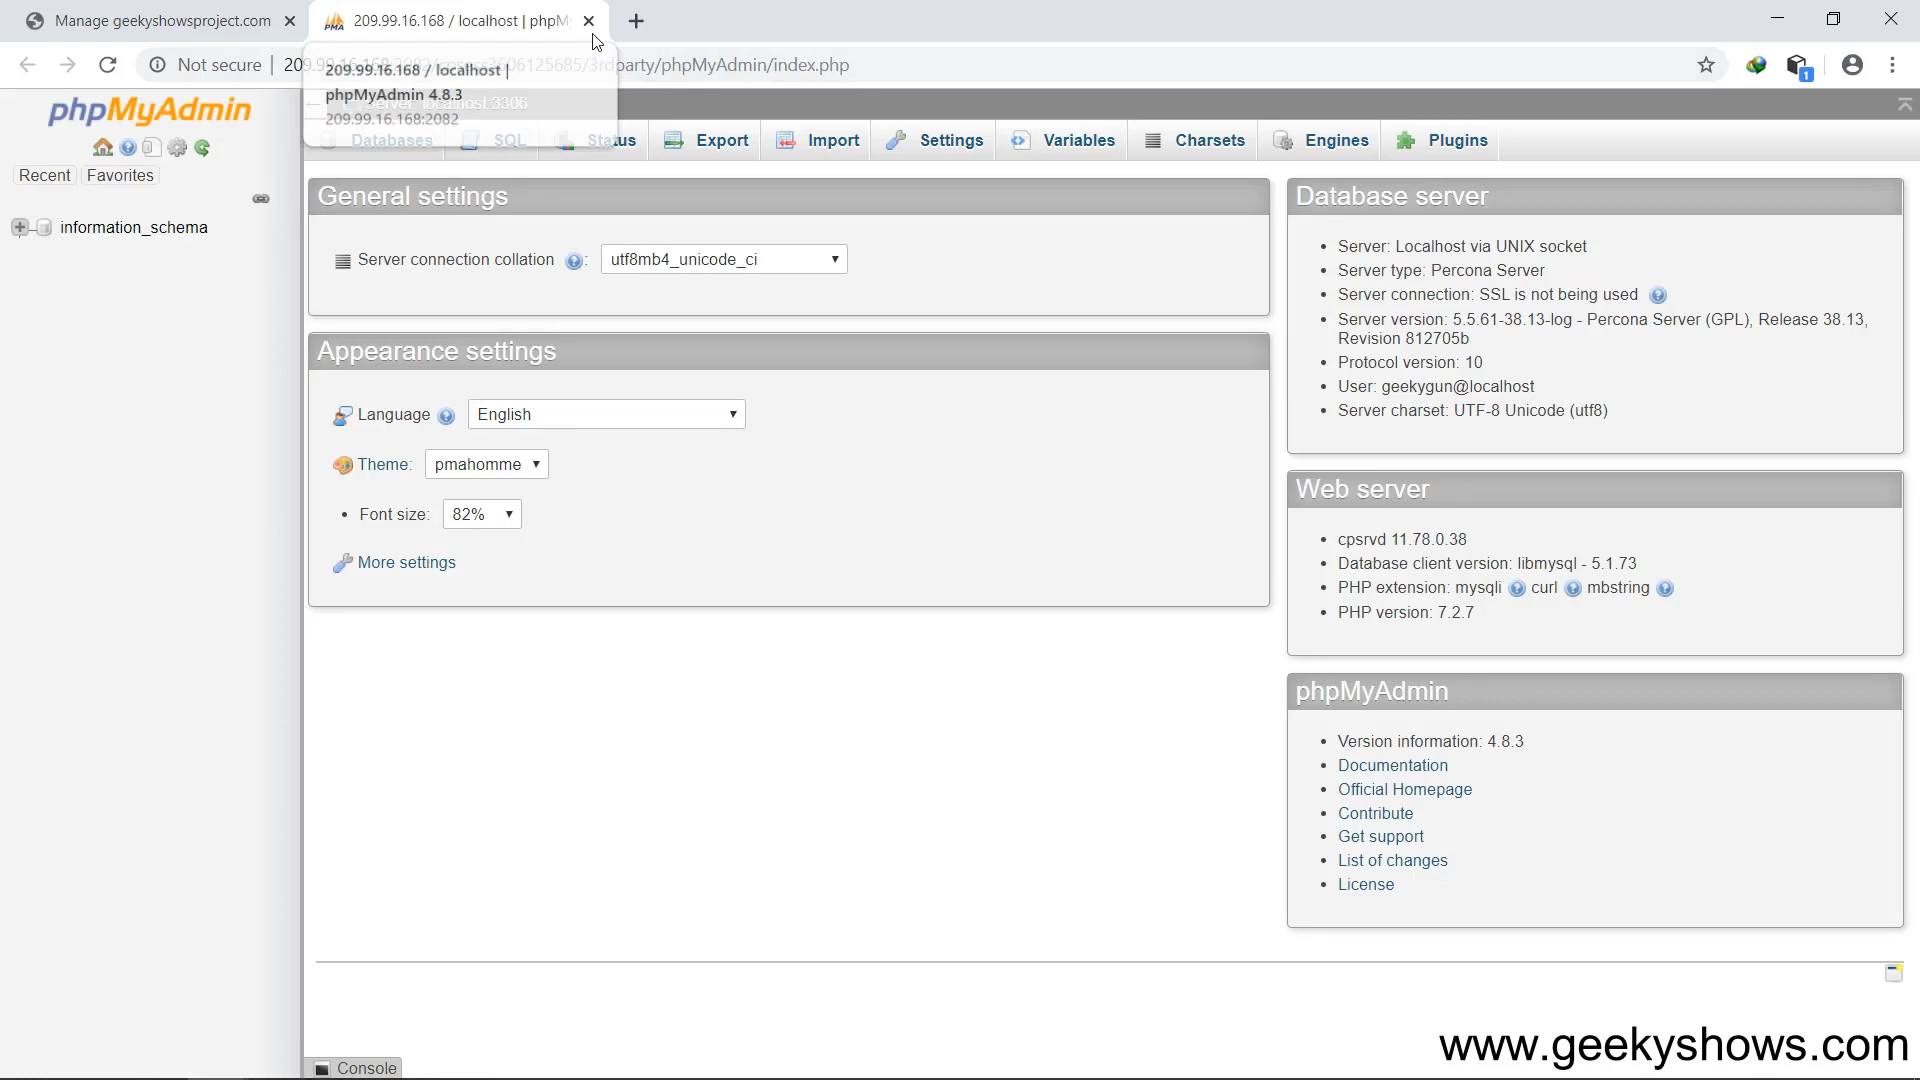 Manage geekyshowsproject.com
209.99.16.168 / localhost | phpM
Not secure
party/phpMyAdmin/index.php
209.99.16.168 / localhost |
phpMyAdmin 4.8.3
209.99.16.168:2082
Server: localhost:3306
phpMyAdmin
Databases
SQL
Status
Export
Import
Settings
Variables
Charsets
Engines
Plugins
Recent
Favorites
information_schema
General settings
Server connection collation :
utf8mb4_unicode_ci
Appearance settings
Language
English
Theme:
pmahomme
Font size:
82%
More settings
Database server
Server: Localhost via UNIX socket
Server type: Percona Server
Server connection: SSL is not being used
Server version: 5.5.61-38.13-log - Percona Server (GPL), Release 38.13,
Revision 812705b
Protocol version: 10
User: geekygun@localhost
Server charset: UTF-8 Unicode (utf8)
Web server
cpsrvd 11.78.0.38
Database client version: libmysql - 5.1.73
PHP extension: mysqli curl mbstring
PHP version: 7.2.7
phpMyAdmin
Version information: 4.8.3
Documentation
Official Homepage
Contribute
Get support
List of changes
License
Console
www.geekyshows.com